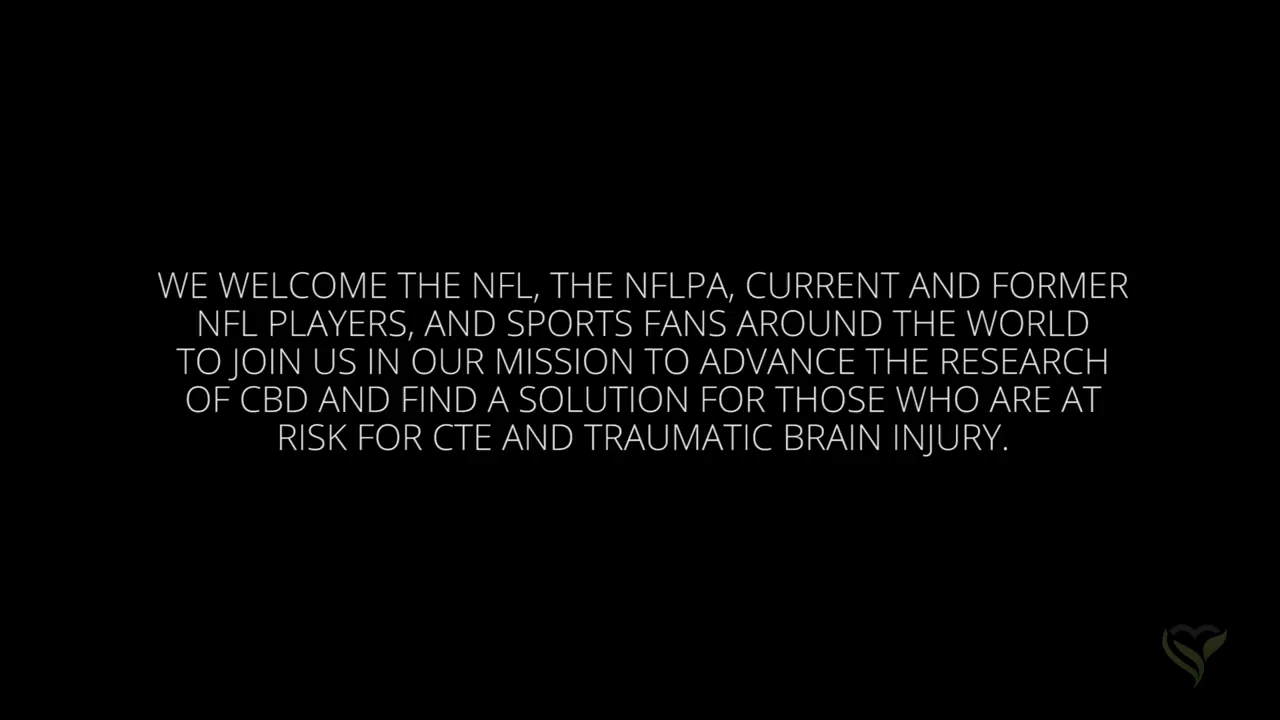 WE WELCOME THE NFL, THE NFLPA, CURRENT AND FORMER
NFL PLAYERS, AND SPORTS FANS AROUND THE WORLD
TO JOIN US IN OUR MISSION TO ADVANCE THE RESEARCH
OF CBD AND FIND A SOLUTION FOR THOSE WHO ARE AT
RISK FOR CTE AND TRAUMATIC BRAIN INJURY.